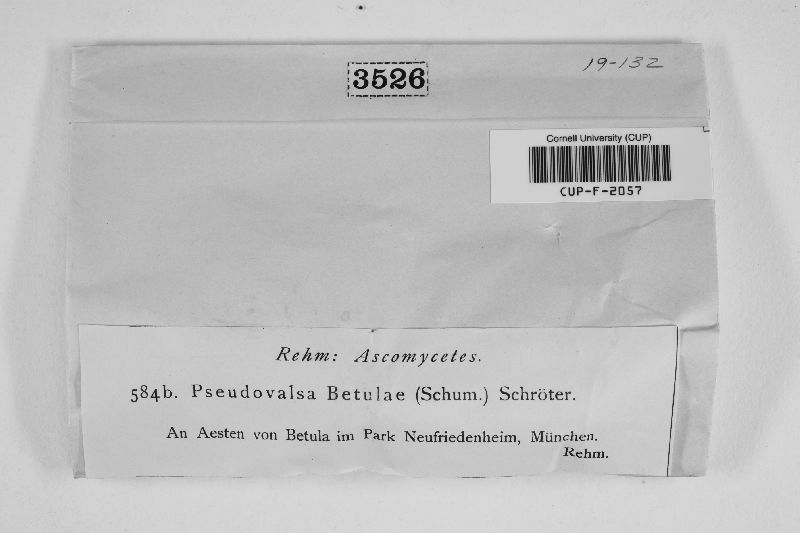 3526
19-132
Cornell University (CUP)
CUP-F-2057
Rehm: Ascomycetes.
584b. Pseudovalsa Betulae (Schum.) Schröter.
An Aesten von Betula im Park Neufriedenheim, München.
Rehm.